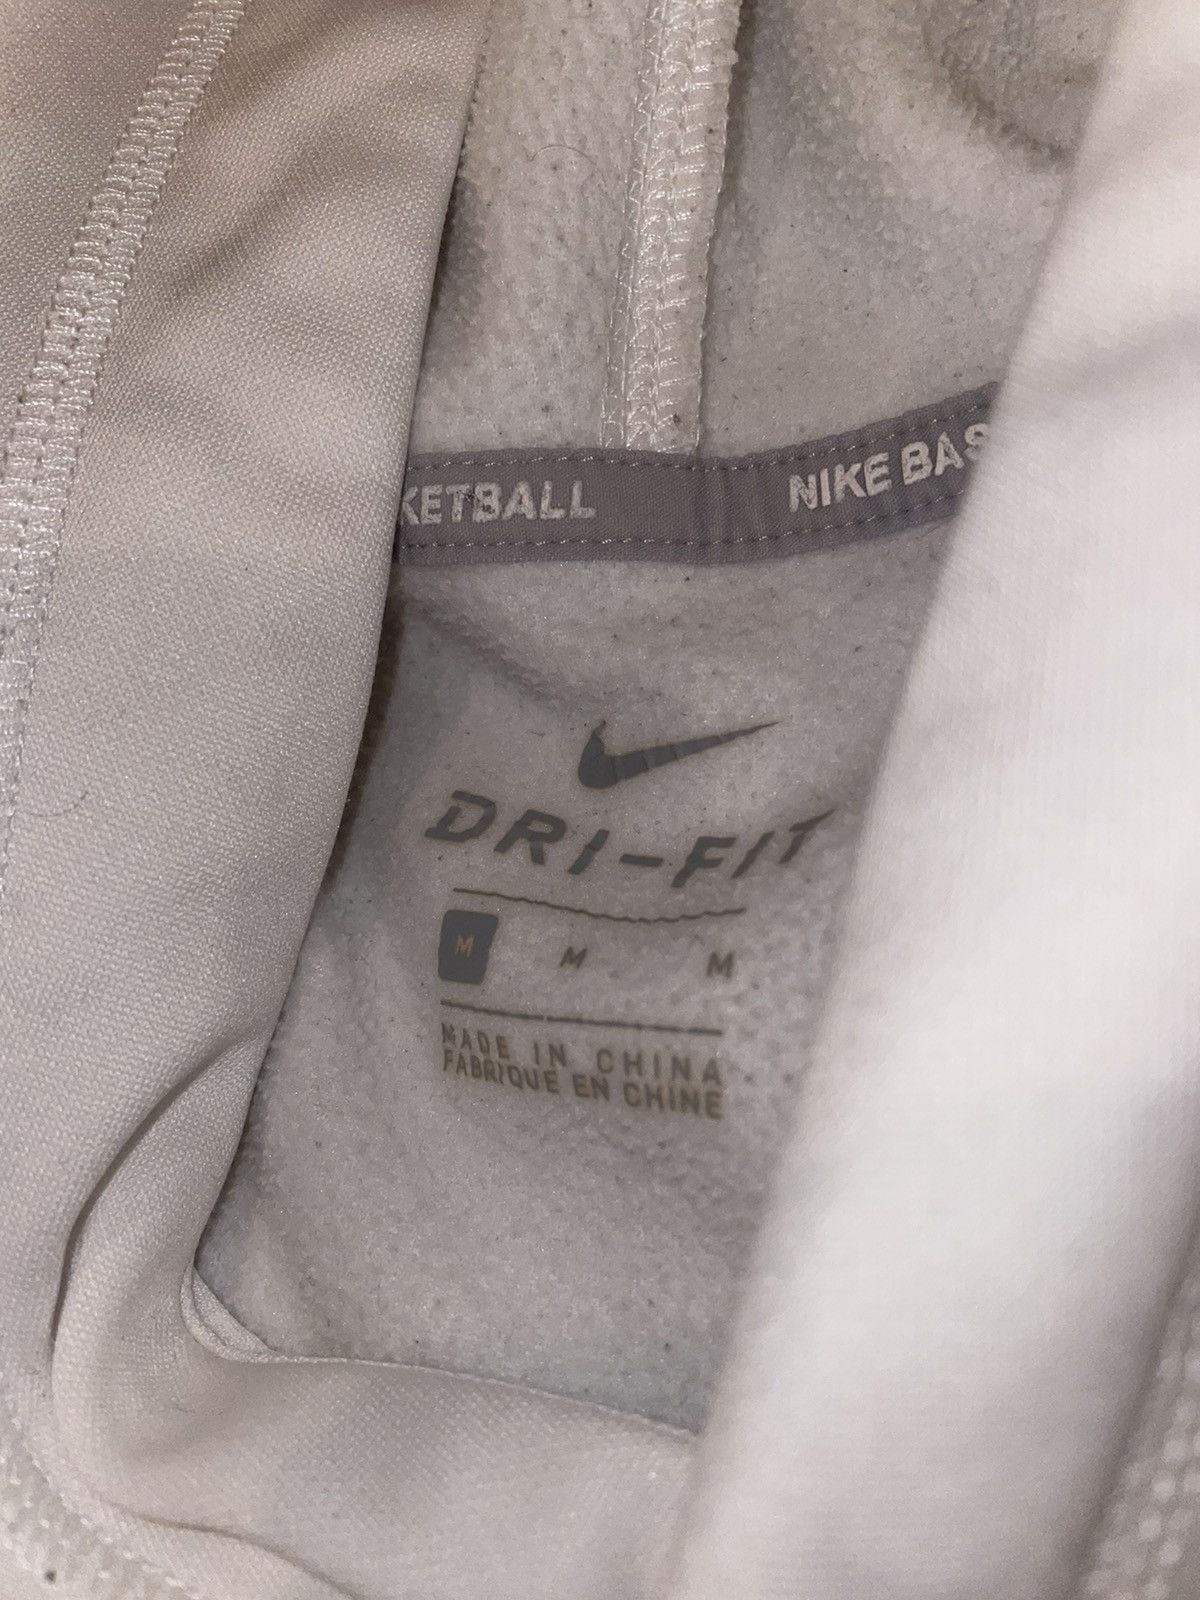 KETBALL NIKE BAS
DRI-FIT
M M M
MADE IN CHINA
FABRIQUE EN CHINE